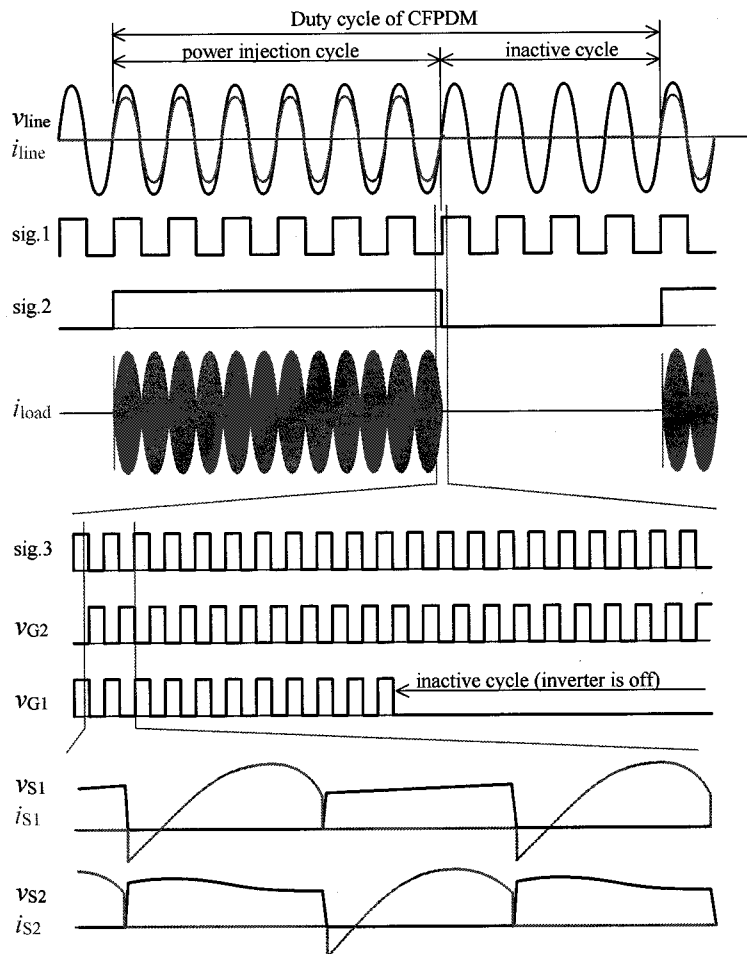 Duty cycle of CFPDM
power injection cycle
inactive cycle
vline
iline
sig.1
sig.2
iload
sig.3
vG2
vG1
inactive cycle (inverter is off)
vS1
iS1
vS2
iS2